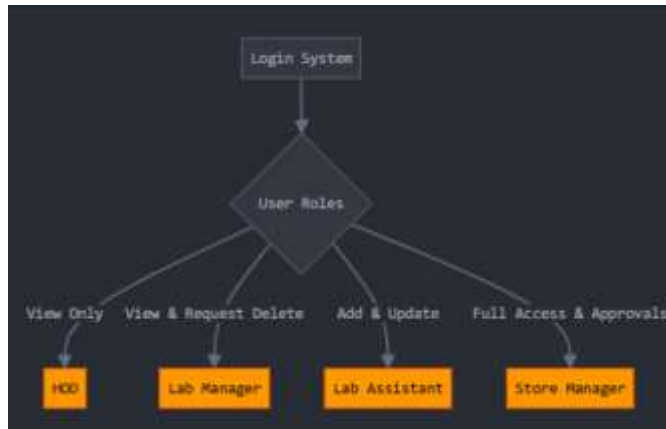 Login System
User Roles
View Only
View & Request Delete
Add & Update
Full Access & Approvals
HOD
Lab Manager
Lab Assistant
Store Manager